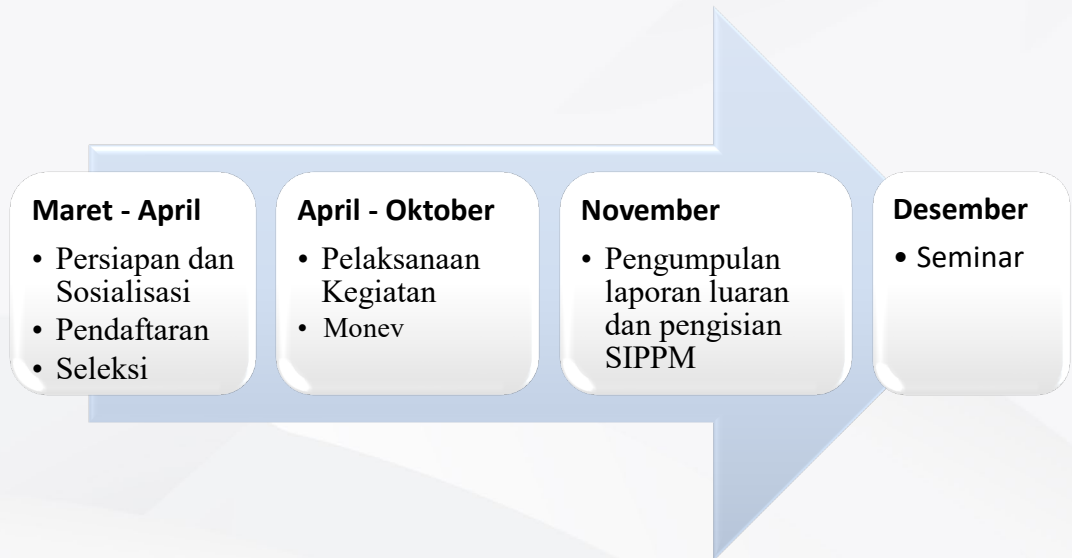 Maret - April
• Persiapan dan
Sosialisasi
• Pendaftaran
• Seleksi
April - Oktober
• Pelaksanaan
Kegiatan
• Monev
November
• Pengumpulan
laporan luaran
dan pengisian
SIPPM
Desember
• Seminar